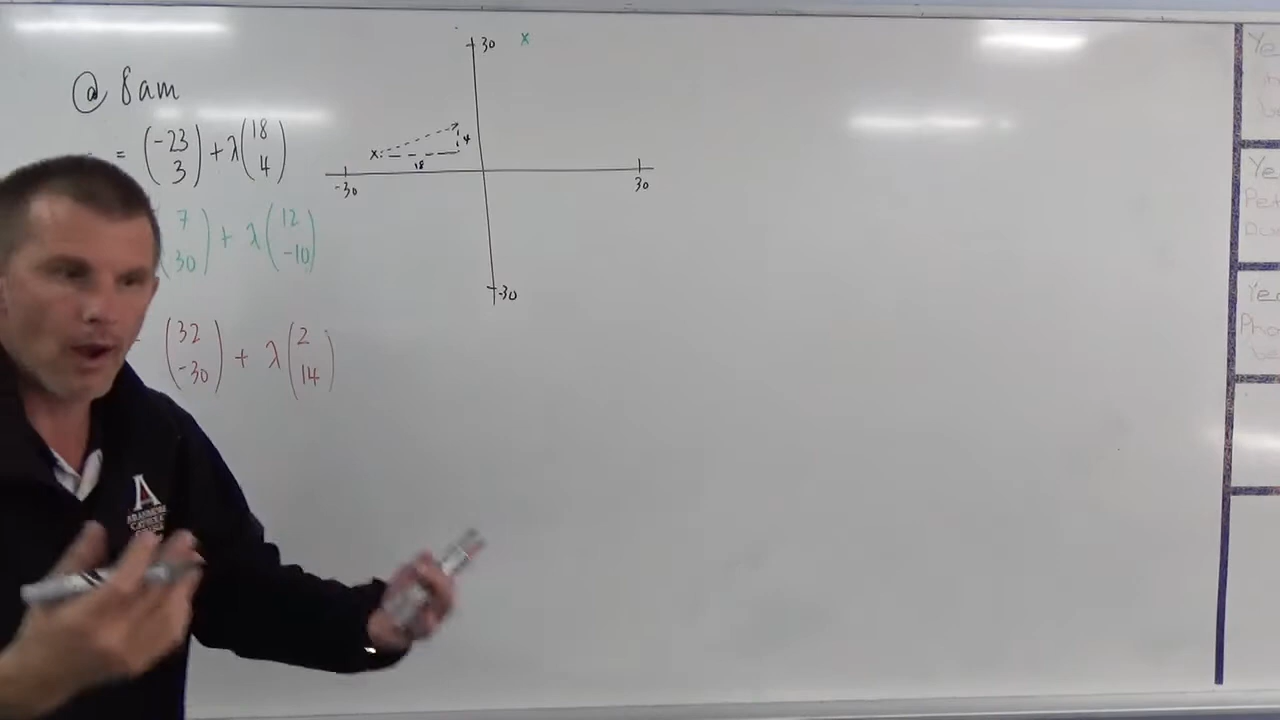 @ 8am
= (-23 3) + λ(18 4)
(7 30) + λ(12 -10)
(32 -30) + λ(2 14)
30 x
x 18 4
-30 30
-30
A